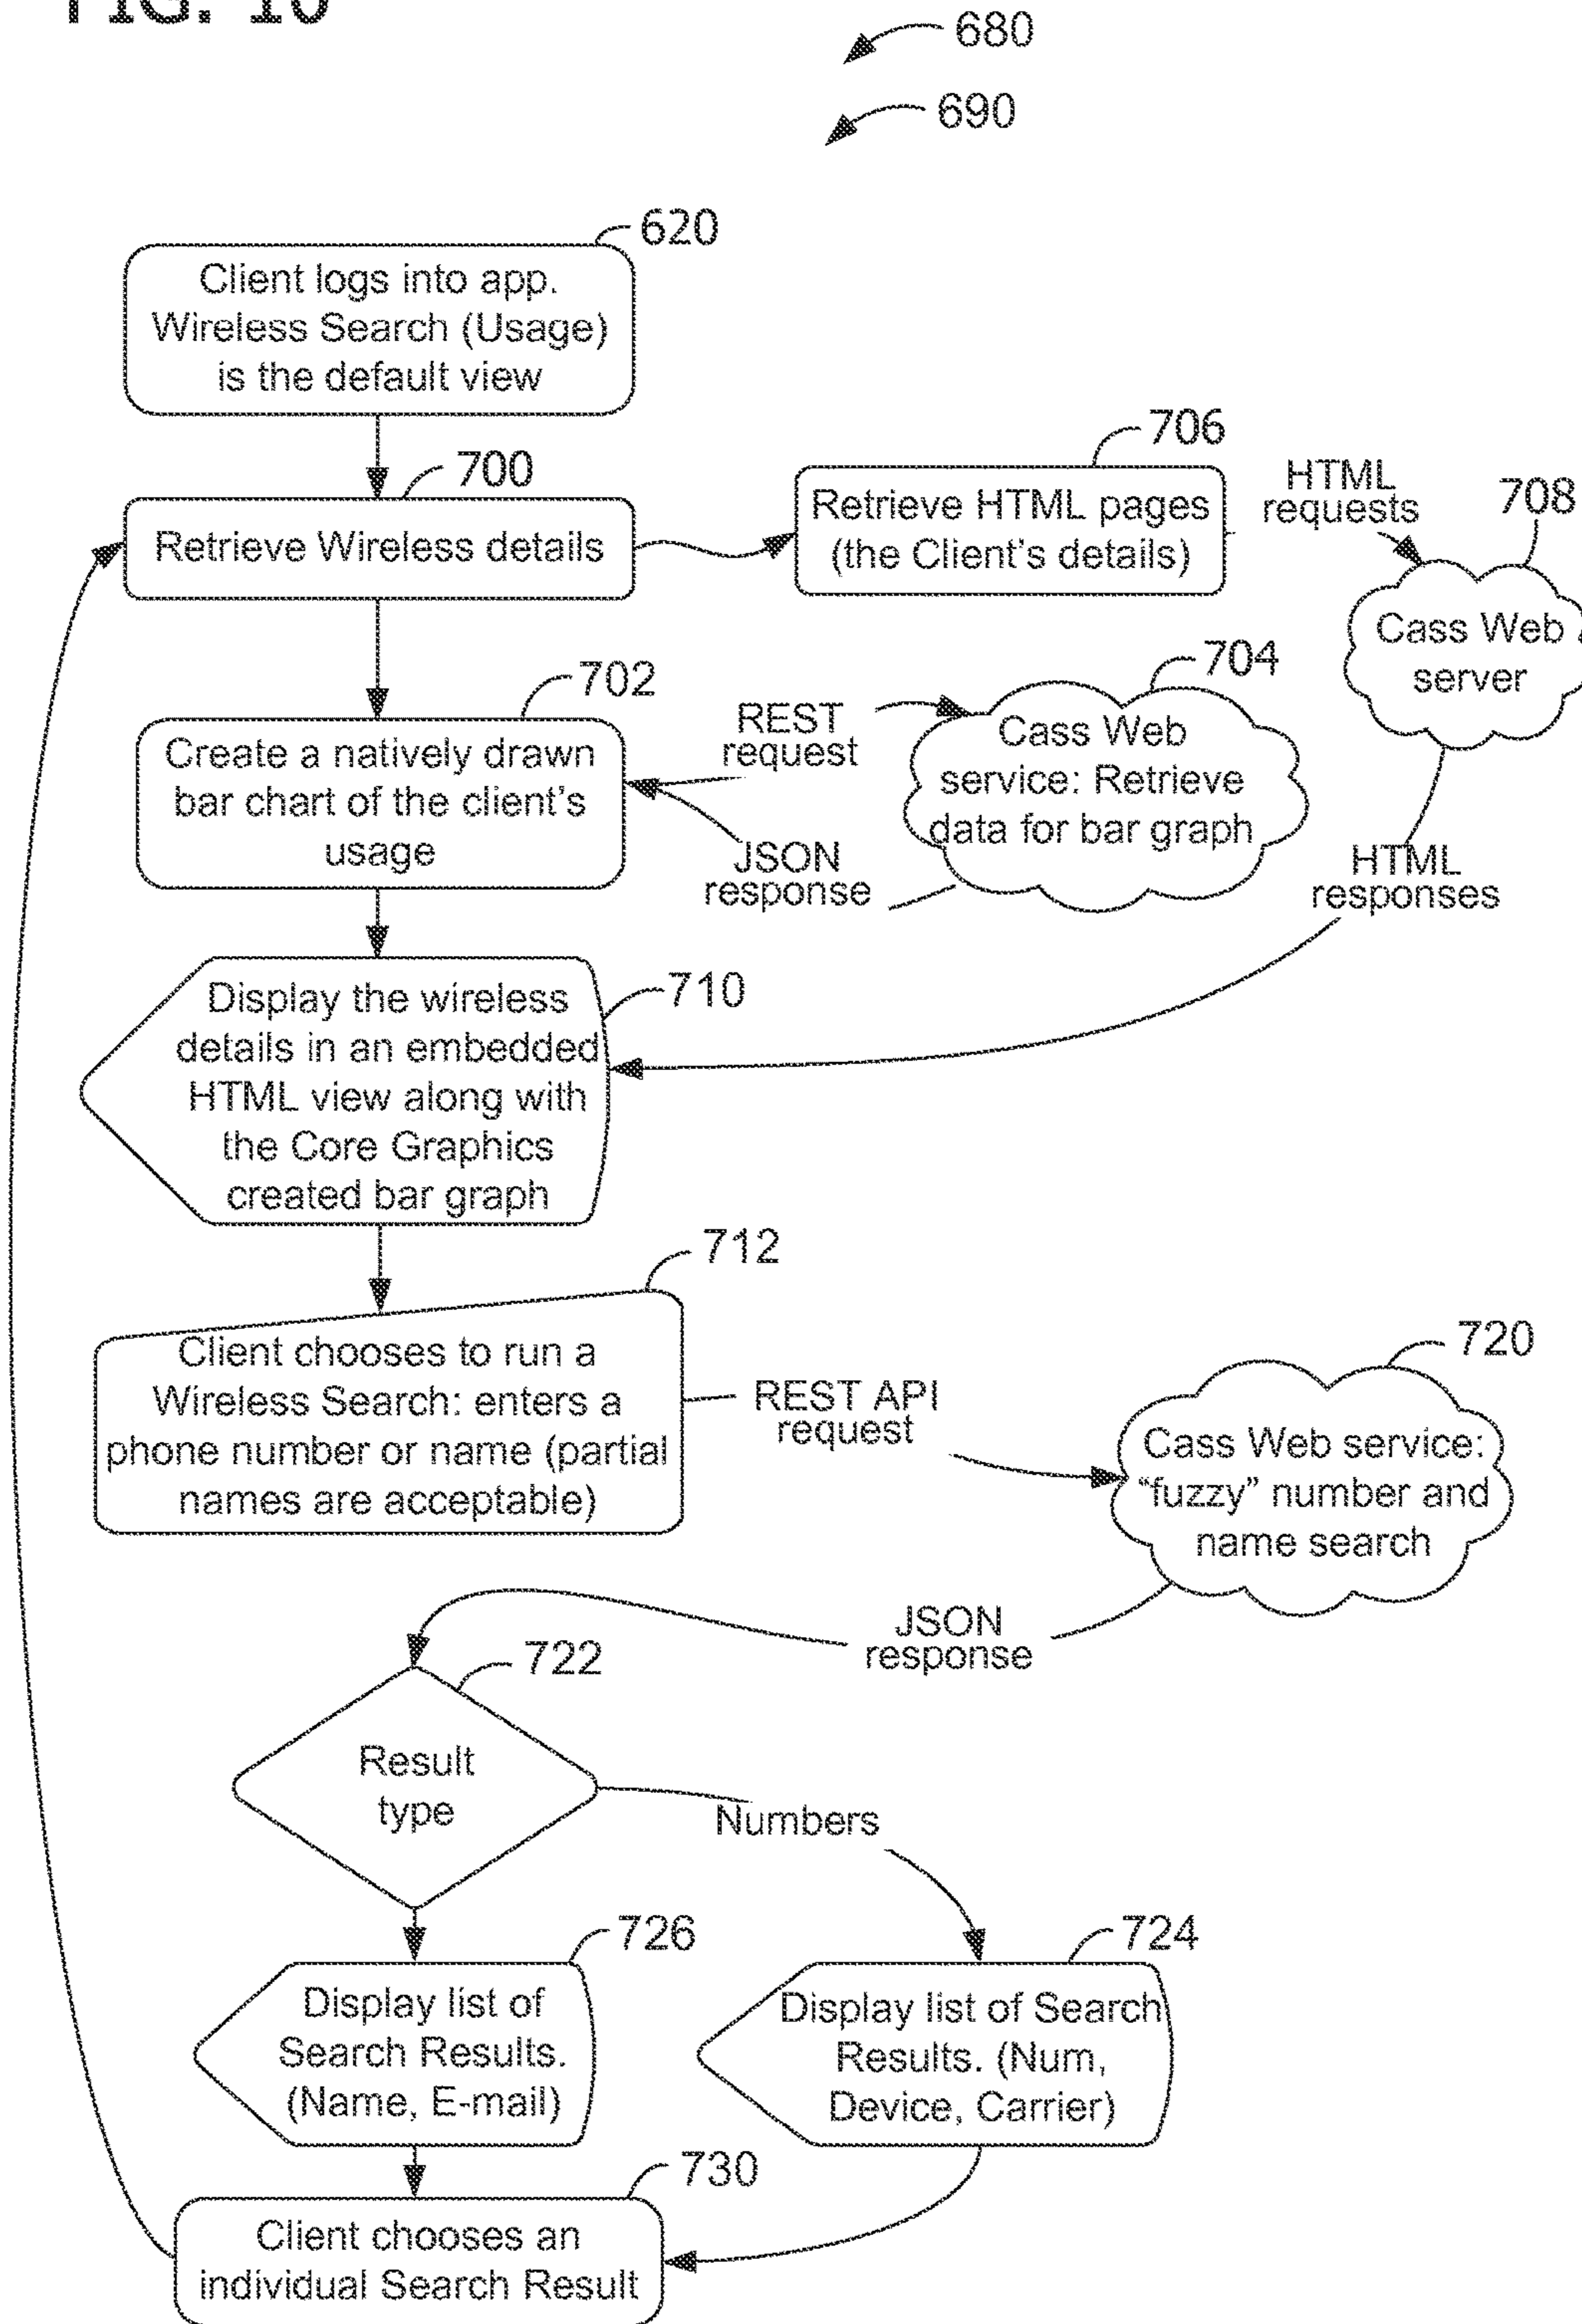 FIG. 10
680
690
620
Client logs into app.
Wireless Search (Usage)
is the default view
700
Retrieve Wireless details
706
Retrieve HTML pages
(the Client's details)
HTML
requests
708
Cass Web
server
702
Create a natively drawn
bar chart of the client's
usage
REST
request
JSON
response
704
Cass Web
service: Retrieve
data for bar graph
HTML
responses
710
Display the wireless
details in an embedded
HTML view along with
the Core Graphics
created bar graph
712
Client chooses to run a
Wireless Search: enters a
phone number or name (partial
names are acceptable)
REST API
request
720
Cass Web service:
“fuzzy” number and
name search
JSON
response
722
Result
type
Numbers
726
Display list of
Search Results.
(Name, E-mail)
724
Display list of Search
Results. (Num,
Device, Carrier)
730
Client chooses an
individual Search Result